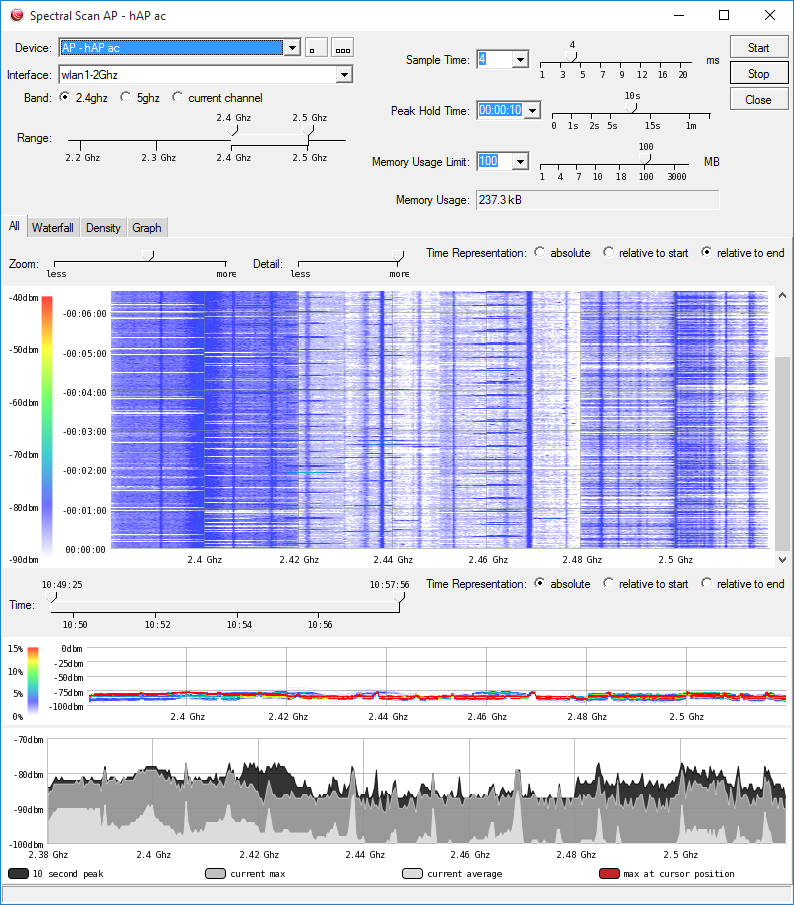 Spectral Scan AP - hAP ac
Device: AP - hAP ac
Interface: wlan1-2Ghz
Band: 2.4ghz 5ghz current channel
2.4 Ghz 2.5 Ghz
Range:
2.2 Ghz 2.3 Ghz 2.4 Ghz 2.5 Ghz
4
Sample Time: 4 ms
1 3 5 7 9 12 16 20
10s
Peak Hold Time: 00:00:10
0 1s 2s 5s 15s 1m
100
Memory Usage Limit: 100 MB
1 4 7 10 18 100 3000
Memory Usage: 237.3 kB
Start
Stop
Close
All Waterfall Density Graph
Zoom: less more
Detail: less more
Time Representation: absolute relative to start relative to end
-40dbm
-50dbm
-60dbm
-70dbm
-80dbm
-90dbm
-00:06:00
-00:05:00
-00:04:00
-00:03:00
-00:02:00
-00:01:00
00:00:00
2.4 Ghz 2.42 Ghz 2.44 Ghz 2.46 Ghz 2.48 Ghz 2.5 Ghz
10:49:25 10:57:56
Time:
10:50 10:52 10:54 10:56
Time Representation: absolute relative to start relative to end
15%
10%
5%
0%
0dbm
-25dbm
-50dbm
-75dbm
-100dbm
2.4 Ghz 2.42 Ghz 2.44 Ghz 2.46 Ghz 2.48 Ghz 2.5 Ghz
-70dbm
-80dbm
-90dbm
-100dbm
2.38 Ghz 2.4 Ghz 2.42 Ghz 2.44 Ghz 2.46 Ghz 2.48 Ghz 2.5 Ghz
10 second peak current max current average max at cursor position